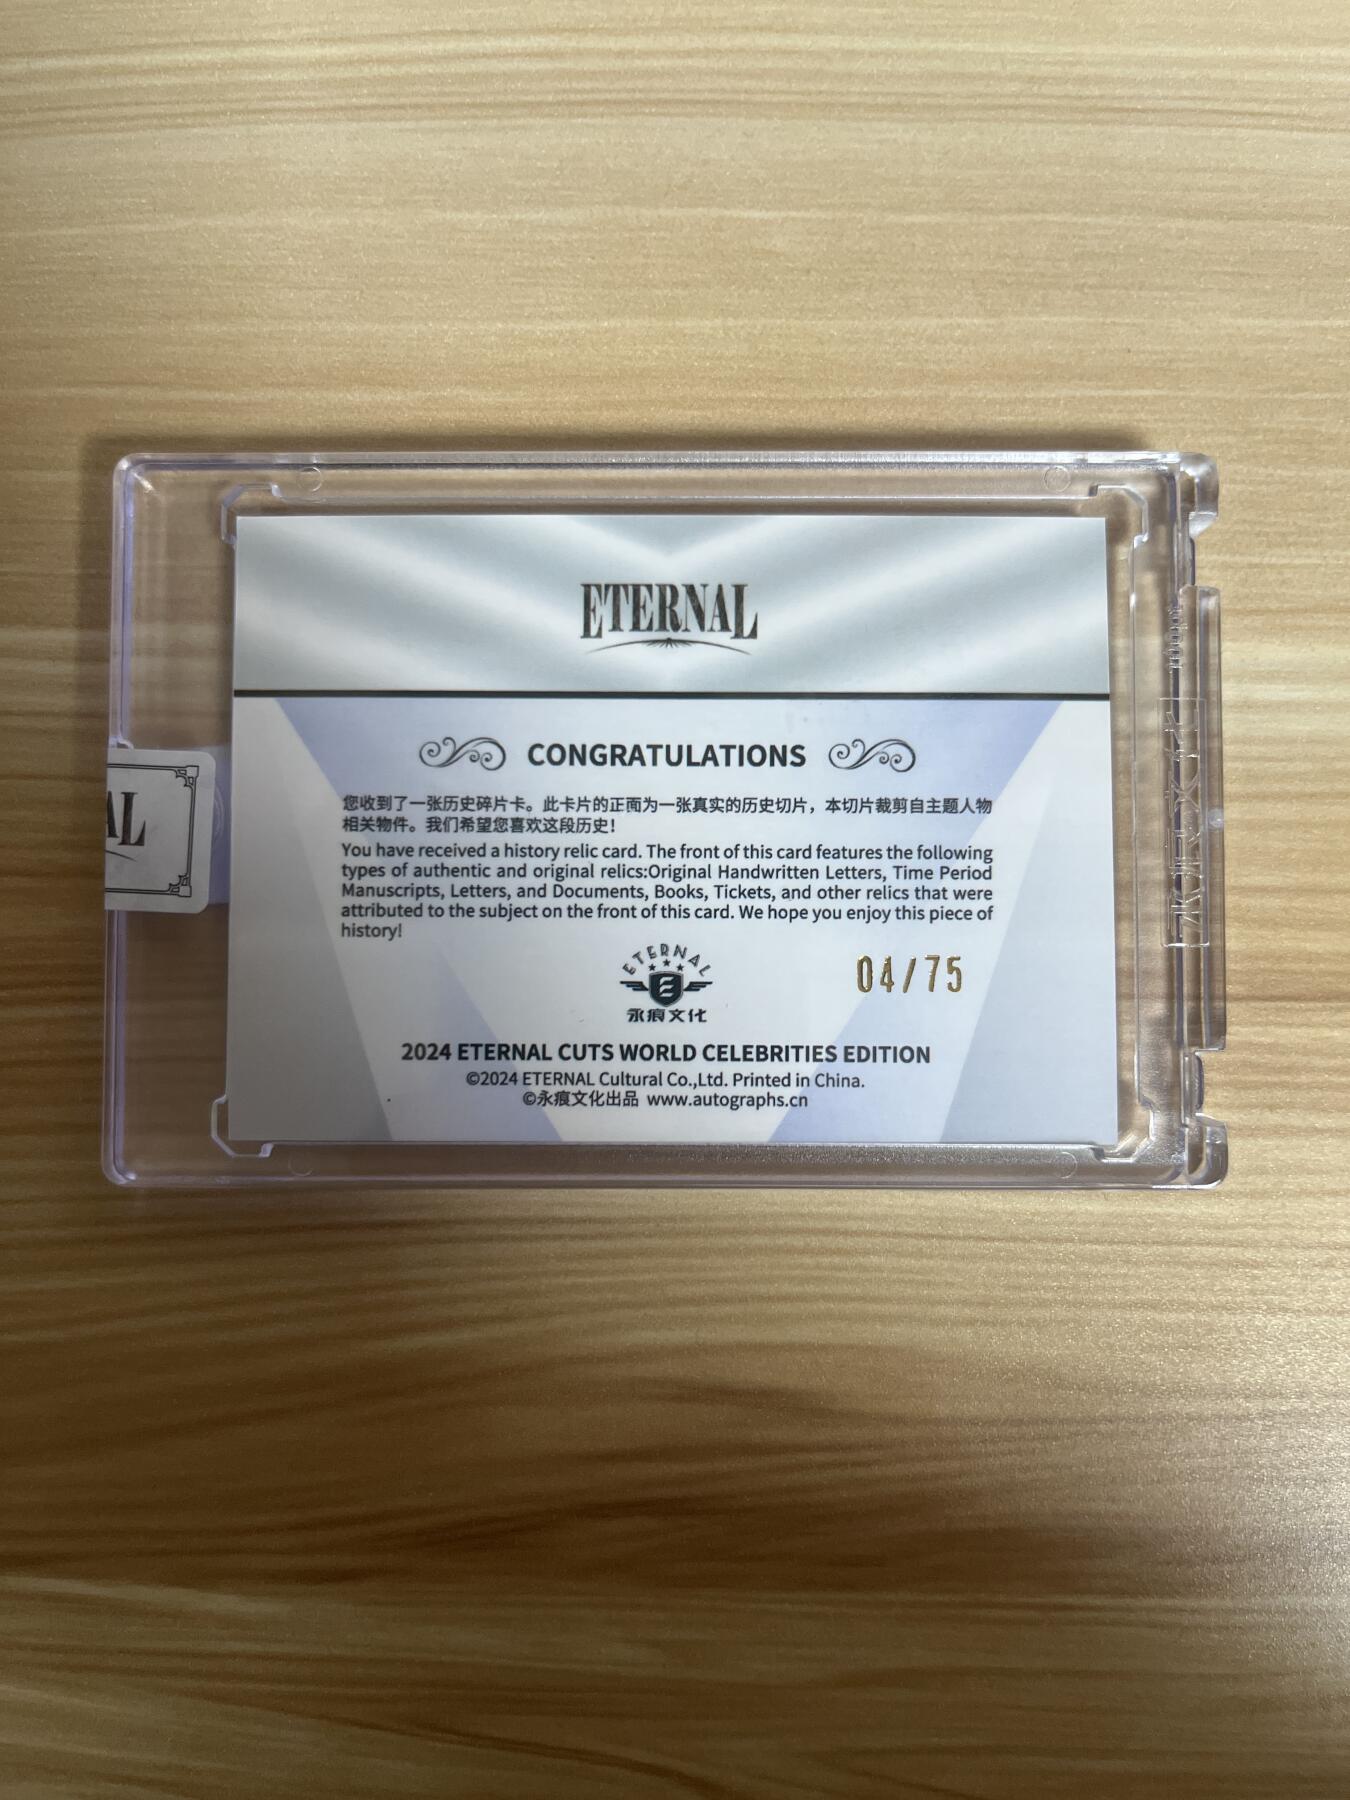 ETERNAL
CONGRATULATIONS
您收到了一张历史碎片卡。此卡片的正面为一张真实的历史切片，本切片裁剪自主题人物
相关物件。我们希望您喜欢这段历史！
You have received a history relic card. The front of this card features the following
types of authentic and original relics:Original Handwritten Letters, Time Period
Manuscripts, Letters, and Documents, Books, Tickets, and other relics that were
attributed to the subject on the front of this card. We hope you enjoy this piece of
history!
ETERNAL
永痕文化
04/75
2024 ETERNAL CUTS WORLD CELEBRITIES EDITION
©2024 ETERNAL Cultural Co.,Ltd. Printed in China.
©永痕文化出品 www.autographs.cn
AL